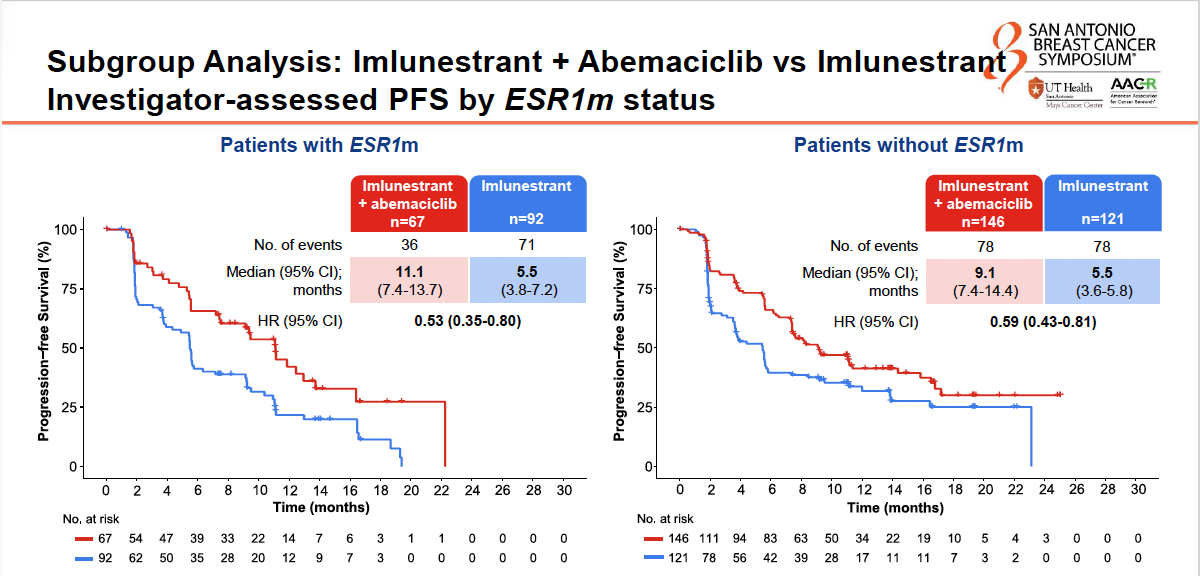 Subgroup Analysis: Imlunestrant + Abemaciclib vs Imlunestrant
Investigator-assessed PFS by ESR1m status
SAN ANTONIO
BREAST CANCER
SYMPOSIUM®
UT Health
San Antonio
Mays Cancer Center
AACR
American Association
for Cancer Research®
Patients with ESR1m
Imlunestrant
+ abemaciclib
n=67
Imlunestrant
n=92
No. of events 36 71
Median (95% CI); months 11.1 (7.4-13.7) 5.5 (3.8-7.2)
HR (95% CI) 0.53 (0.35-0.80)
Progression–free Survival (%)
100
75
50
25
0
0 2 4 6 8 10 12 14 16 18 20 22 24 26 28 30
Time (months)
No. at risk
67 54 47 39 33 22 14 7 6 3 1 1 0 0 0 0
92 62 50 35 28 20 12 9 7 3 0 0 0 0 0 0
Patients without ESR1m
Imlunestrant
+ abemaciclib
n=146
Imlunestrant
n=121
No. of events 78 78
Median (95% CI); months 9.1 (7.4-14.4) 5.5 (3.6-5.8)
HR (95% CI) 0.59 (0.43-0.81)
Progression–free Survival (%)
100
75
50
25
0
0 2 4 6 8 10 12 14 16 18 20 22 24 26 28 30
Time (months)
No. at risk
146 111 94 83 63 50 34 22 19 10 5 4 3 0 0 0
121 78 56 42 39 28 17 11 11 7 3 2 0 0 0 0